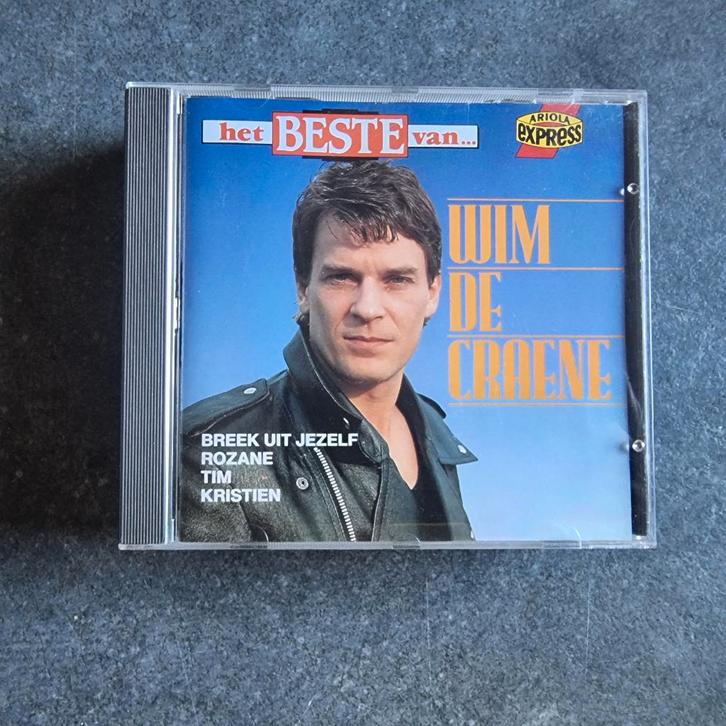 het BESTE van...
ARIOLA
EXPRESS
WIM
DE
CRAENE
BREEK UIT JEZELF
ROZANE
TIM
KRISTIEN